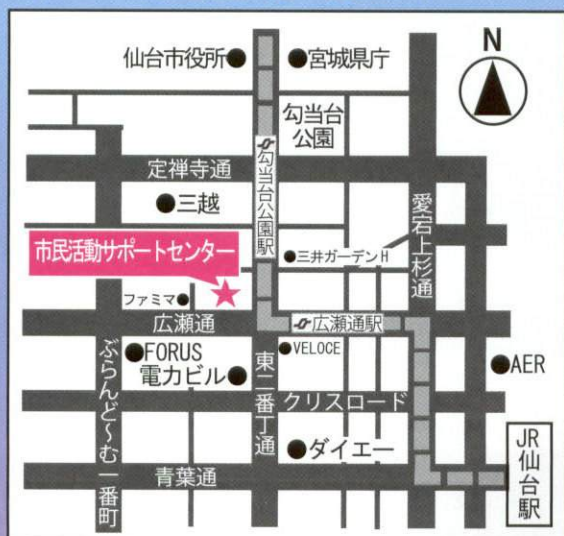 仙台市役所
宮城県庁
N
勾当台
公園
勾当台公園駅
定禅寺通
愛宕上杉通
三越
市民活動サポートセンター
三井ガーデンH
ファミマ
広瀬通
広瀬通駅
FORUS
VELOCE
電力ビル
AER
ぶらんど～む一番町
東二番丁通
クリスロード
ダイエー
JR
仙台駅
青葉通